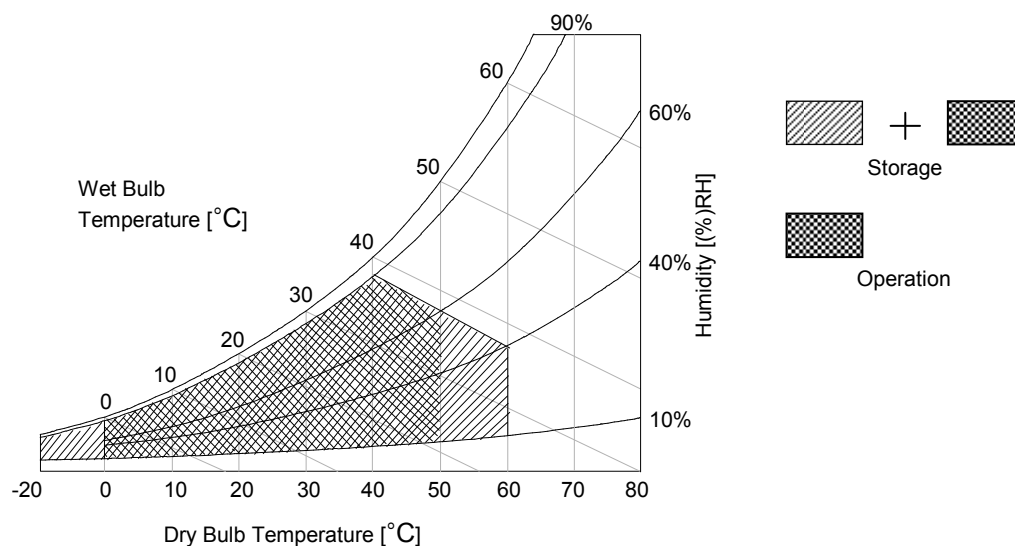 90%
60
60%
50
Wet Bulb
Temperature [°C]
40
30
20
10
0
40%
10%
Humidity [(%)RH]
-20 0 10 20 30 40 50 60 70 80
Dry Bulb Temperature [°C]
+
Storage
Operation